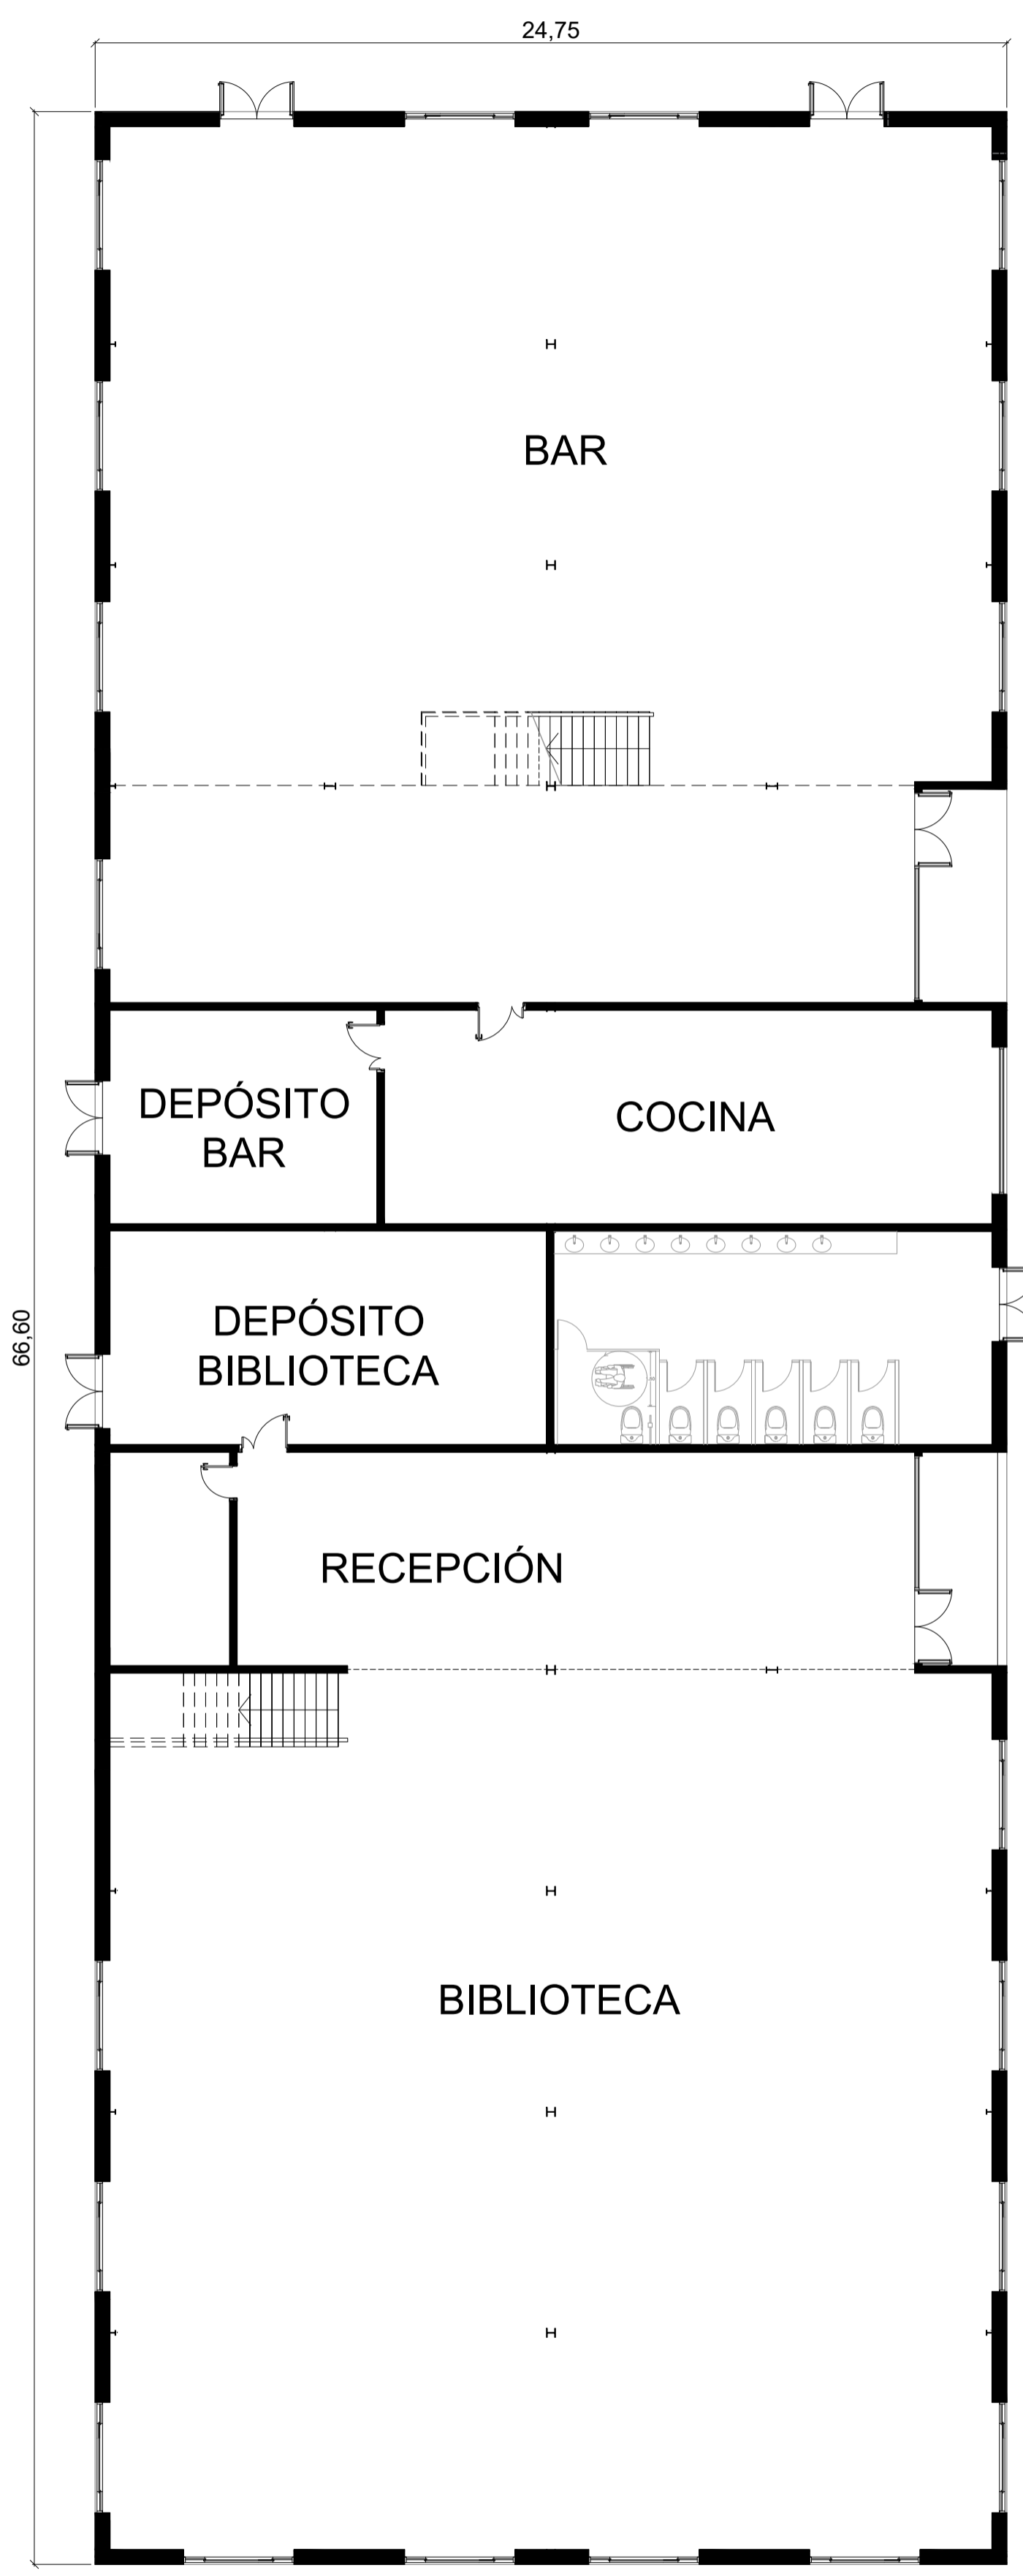 24,75
BAR
DEPÓSITO
BAR
COCINA
66,60
DEPÓSITO
BIBLIOTECA
RECEPCIÓN
BIBLIOTECA